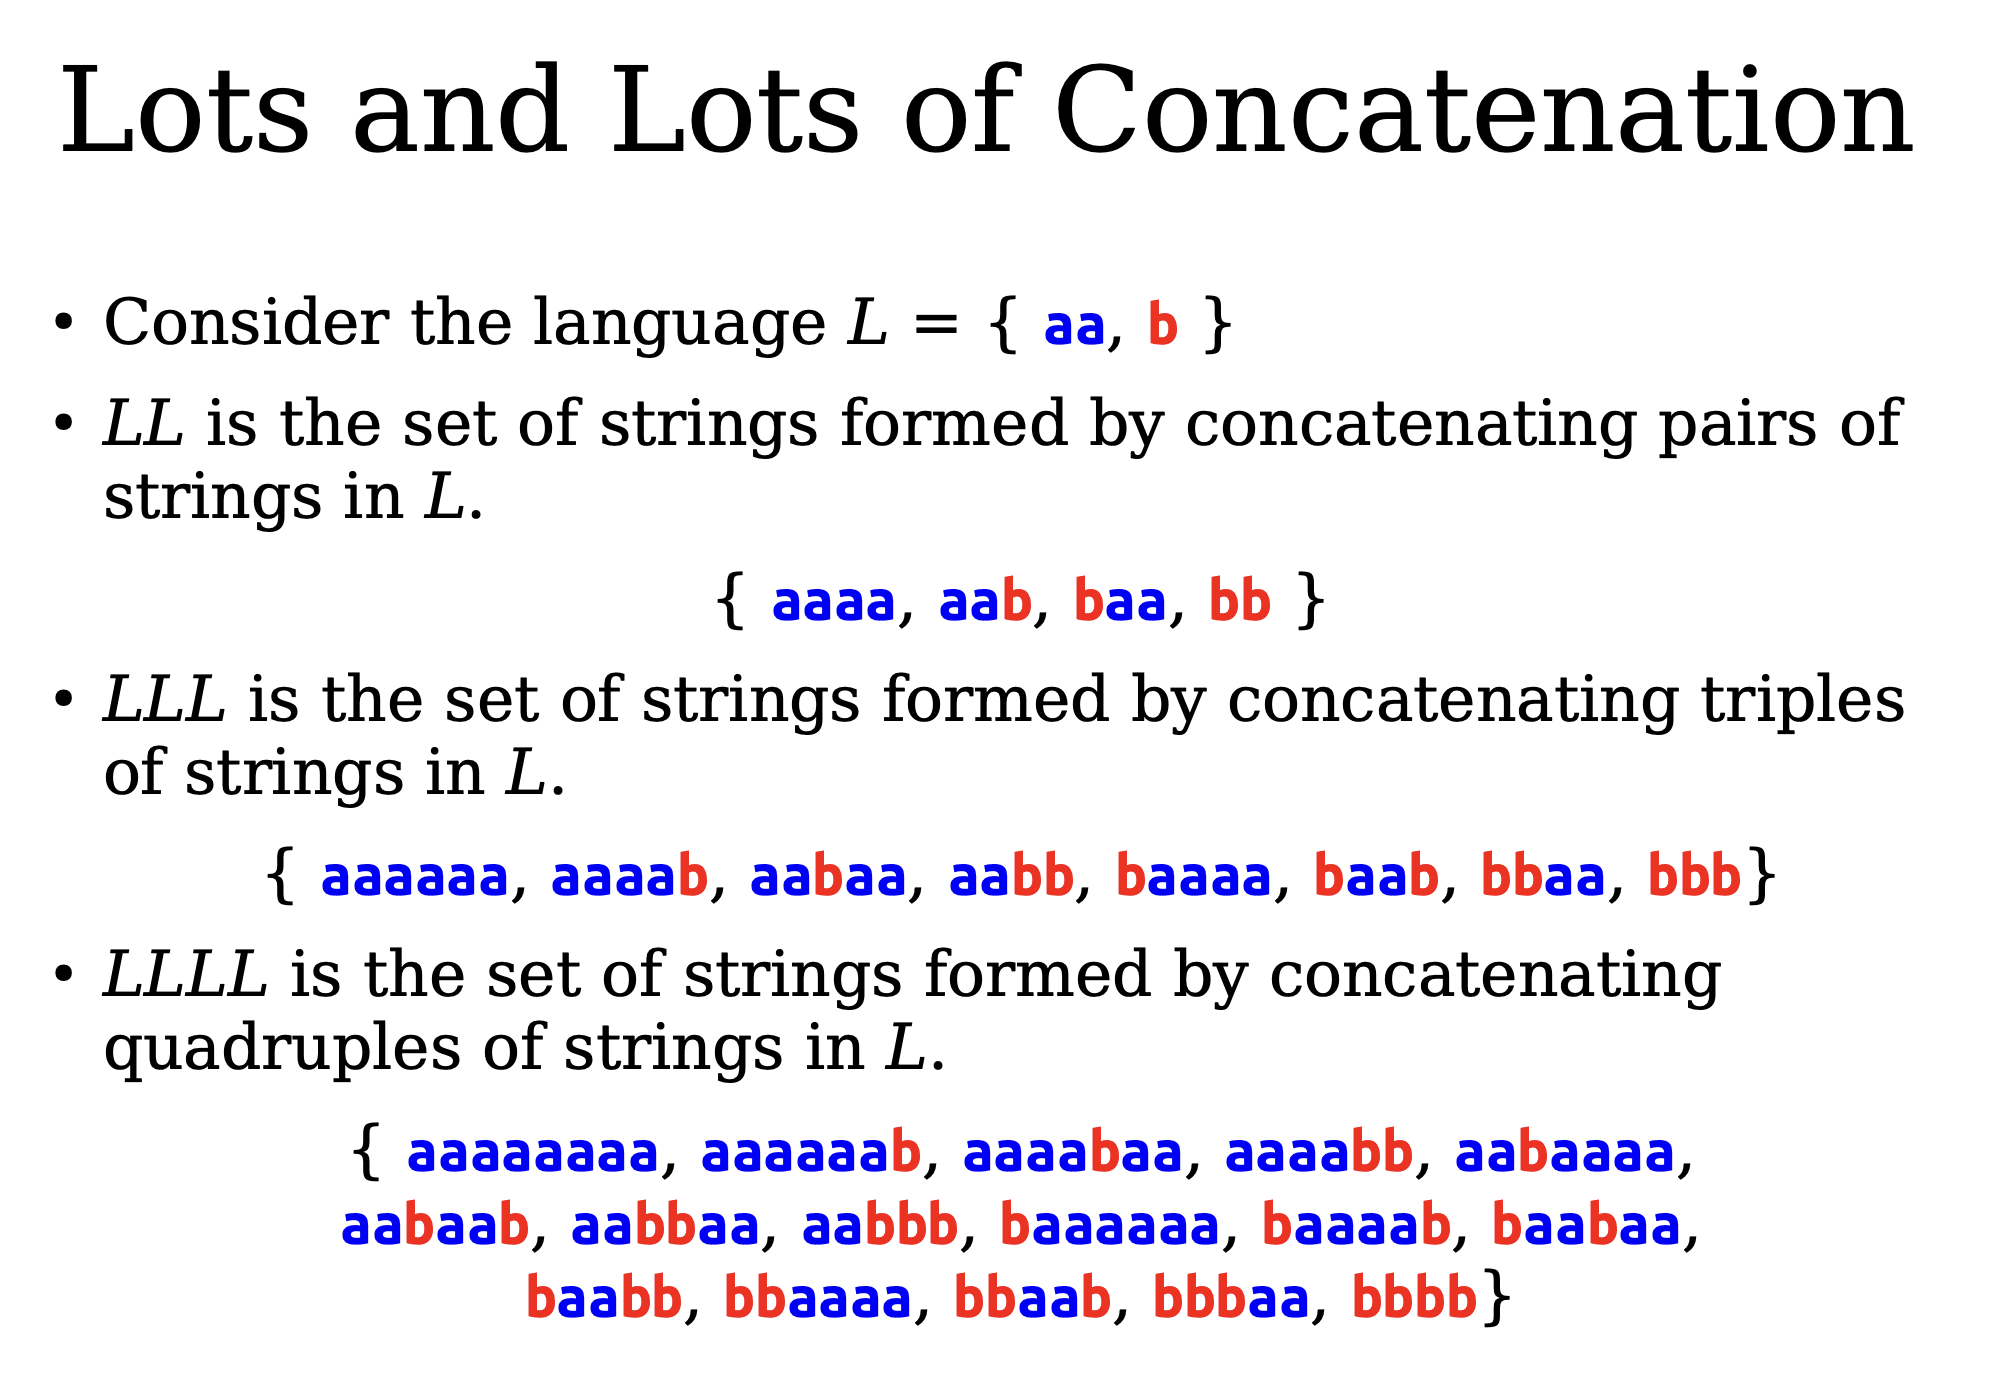 Lots and Lots of Concatenation
• Consider the language L = { aa, b }
• LL is the set of strings formed by concatenating pairs of
strings in L.
{ aaaa, aab, baa, bb }
• LLL is the set of strings formed by concatenating triples
of strings in L.
{ aaaaaa, aaaab, aabaa, aabb, baaaa, baab, bbaa, bbb}
• LLLL is the set of strings formed by concatenating
quadruples of strings in L.
{ aaaaaaaa, aaaaaab, aaaabaa, aaaabb, aabaaaa,
aabaab, aabbaa, aabbb, baaaaaa, baaaab, baabaa,
baabb, bbaaaa, bbaab, bbbaa, bbbb}